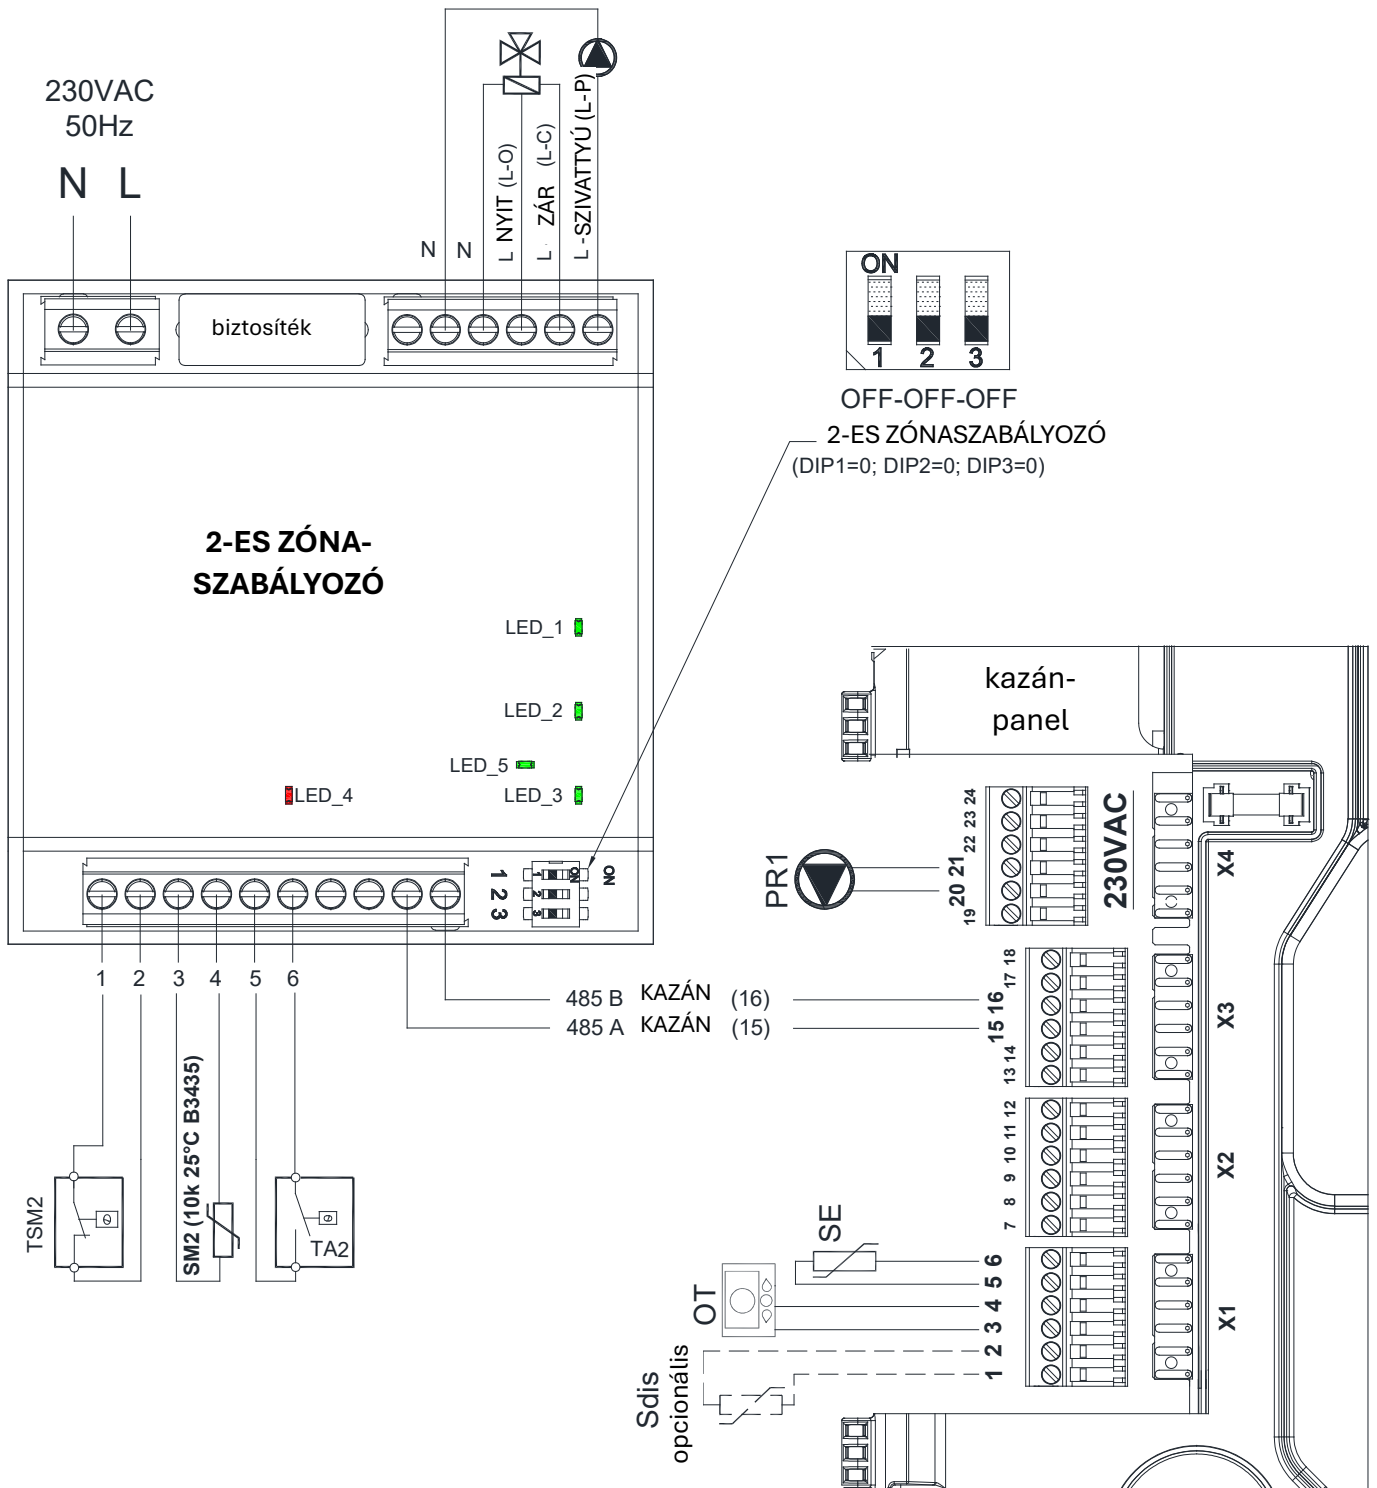 230VAC
50Hz
N L
N N
L NYIT (L-O)
L - ZÁR (L-C)
L -SZIVATTYÚ (L-P)
biztosíték
ON
1 2 3
OFF-OFF-OFF
2-ES ZÓNASZABÁLYOZÓ
(DIP1=0; DIP2=0; DIP3=0)
2-ES ZÓNA-
SZABÁLYOZÓ
LED_1
LED_2
LED_5
LED_4
LED_3
1 2 3
1 2 3
ON
ON
1 2 3 4 5 6
485 B KAZÁN (16)
485 A KAZÁN (15)
TSM2
SM2 (10k 25°C B3435)
TA2
kazán-
panel
PR1
19 20 21 22 23 24
230VAC
X4
13 14 15 16 17 18
X3
7 8 9 10 11 12
X2
SE
OT
Sdis
opcionális
1 2 3 4 5 6
X1